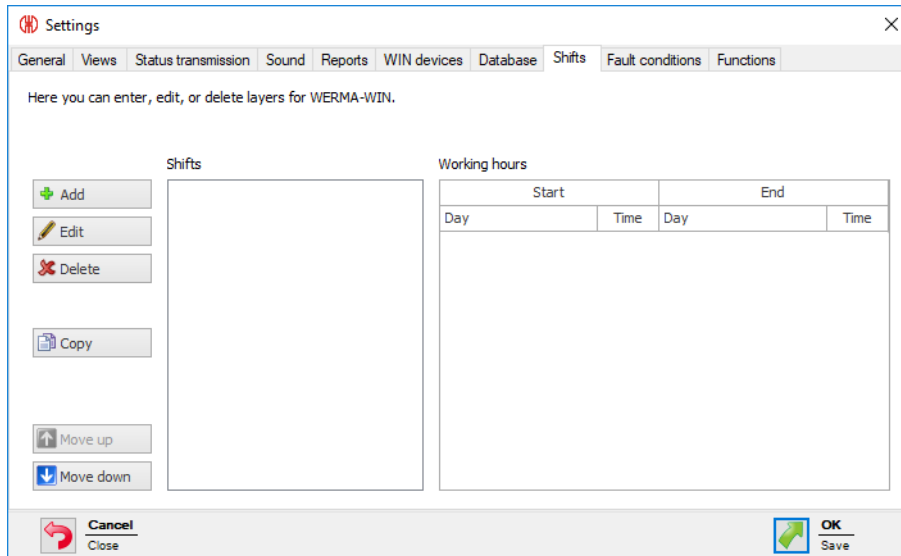 Settings
General Views Status transmission Sound Reports WIN devices Database Shifts Fault conditions Functions
Here you can enter, edit, or delete layers for WERMA-WIN.
Shifts Working hours
Add
Edit
Delete
Copy
Move up
Move down
Start End
Day Time Day Time
Cancel
Close
OK
Save